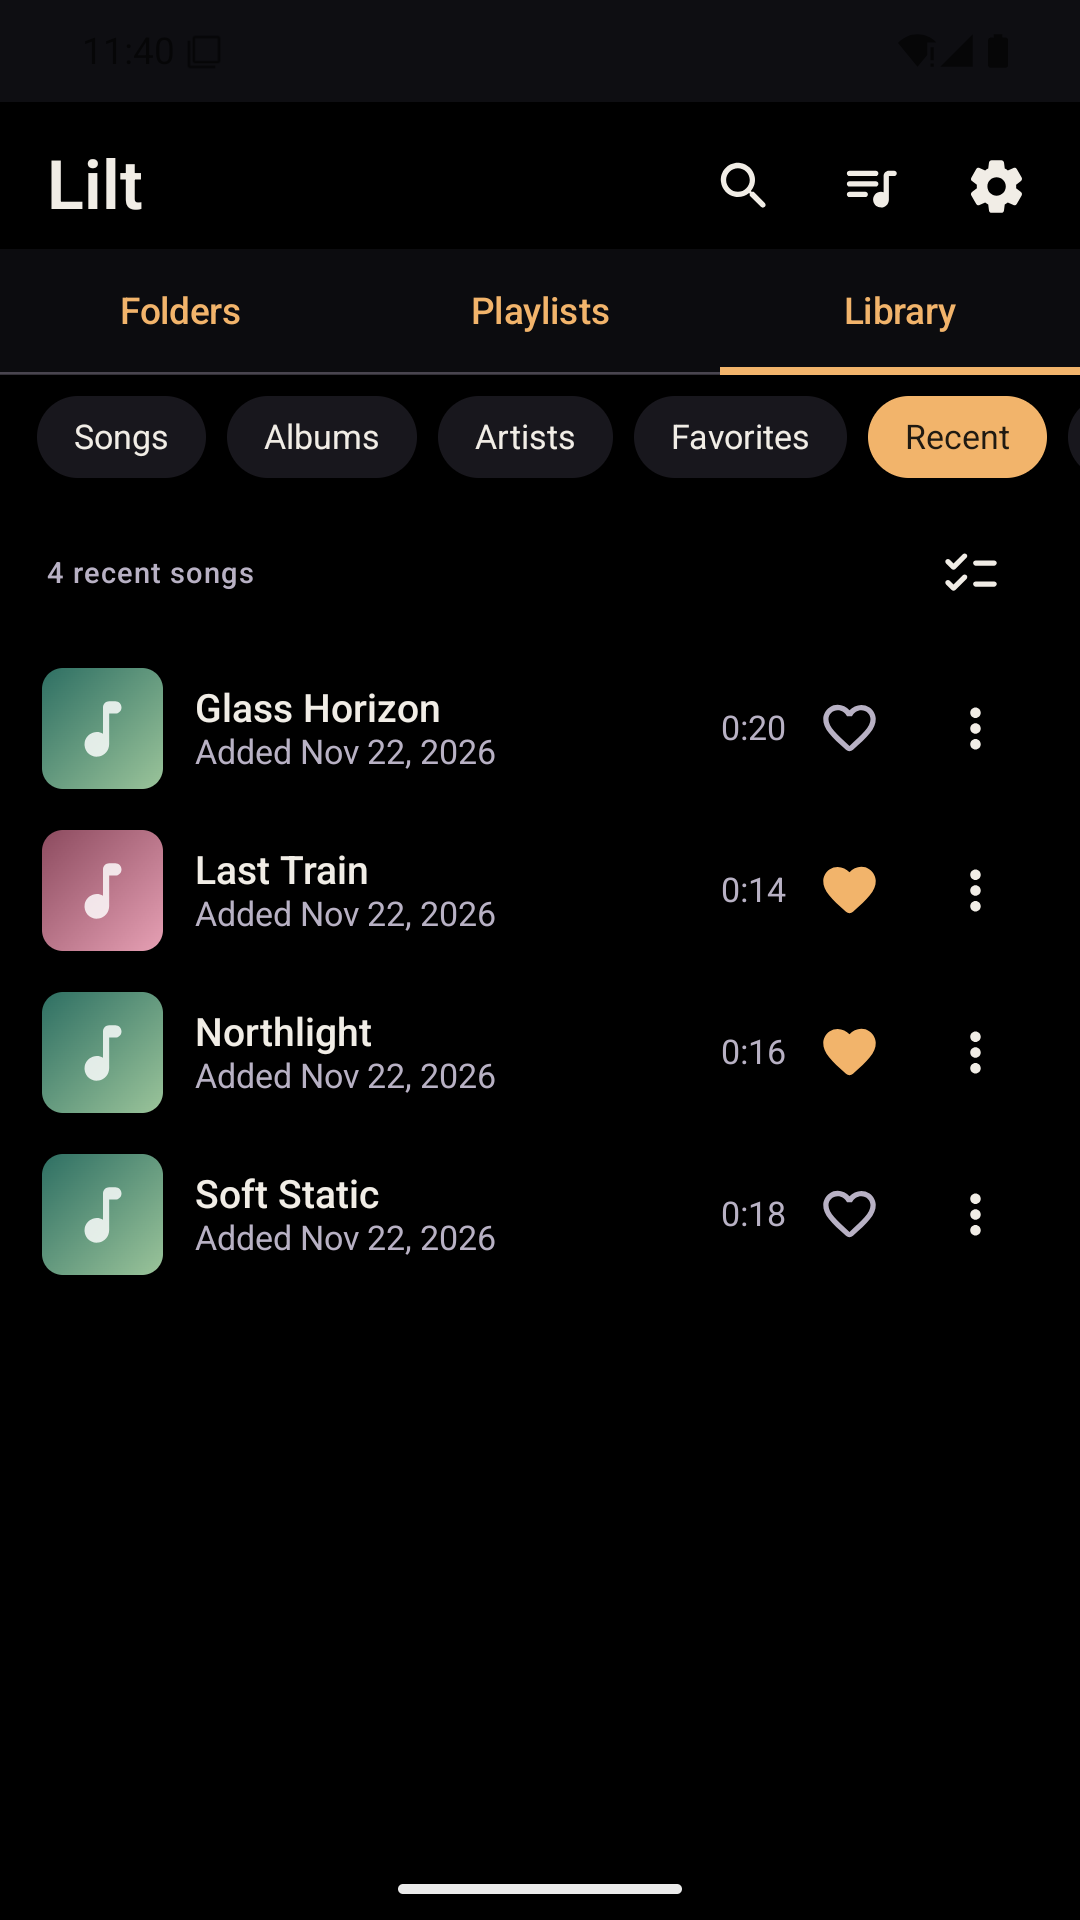 11:40
Lilt
Folders Playlists Library
Songs Albums Artists Favorites Recent
4 recent songs
Glass Horizon
Added Nov 22, 2026
0:20
Last Train
Added Nov 22, 2026
0:14
Northlight
Added Nov 22, 2026
0:16
Soft Static
Added Nov 22, 2026
0:18